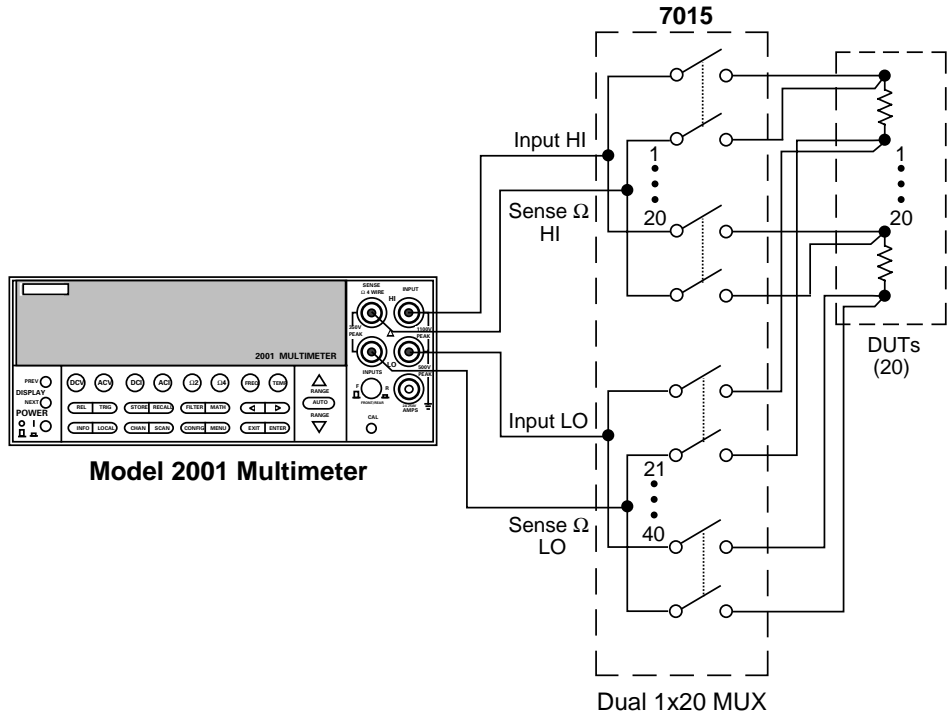 7015
Input HI
1
20
Sense Ω
HI
1
20
DUTs
(20)
SENSE
Ω 4 WIRE
HI
INPUT
350V
PEAK
1100V
PEAK
LO
500V
PEAK
INPUTS
F
R
FRONT/REAR
AMPS
CAL
2001 MULTIMETER
PREV
DISPLAY
NEXT
POWER
DCV ACV DCI ACI Ω2 Ω4 FREQ TEMP
REL TRIG STORE RECALL FILTER MATH
INFO LOCAL CHAN SCAN CONFIG MENU EXIT ENTER
RANGE
AUTO
RANGE
Model 2001 Multimeter
Input LO
21
40
Sense Ω
LO
Dual 1x20 MUX